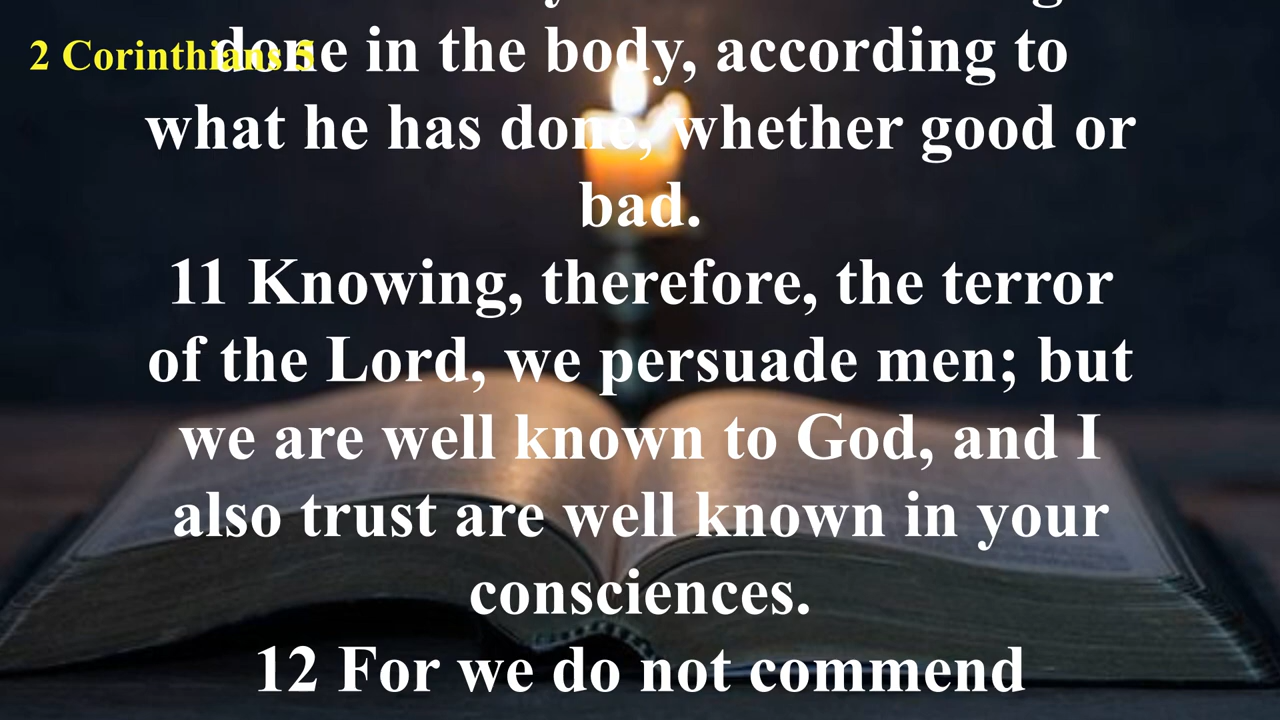 2 Corinthians 5
done in the body, according to
what he has done, whether good or
bad.
11 Knowing, therefore, the terror
of the Lord, we persuade men; but
we are well known to God, and I
also trust are well known in your
consciences.
12 For we do not commend